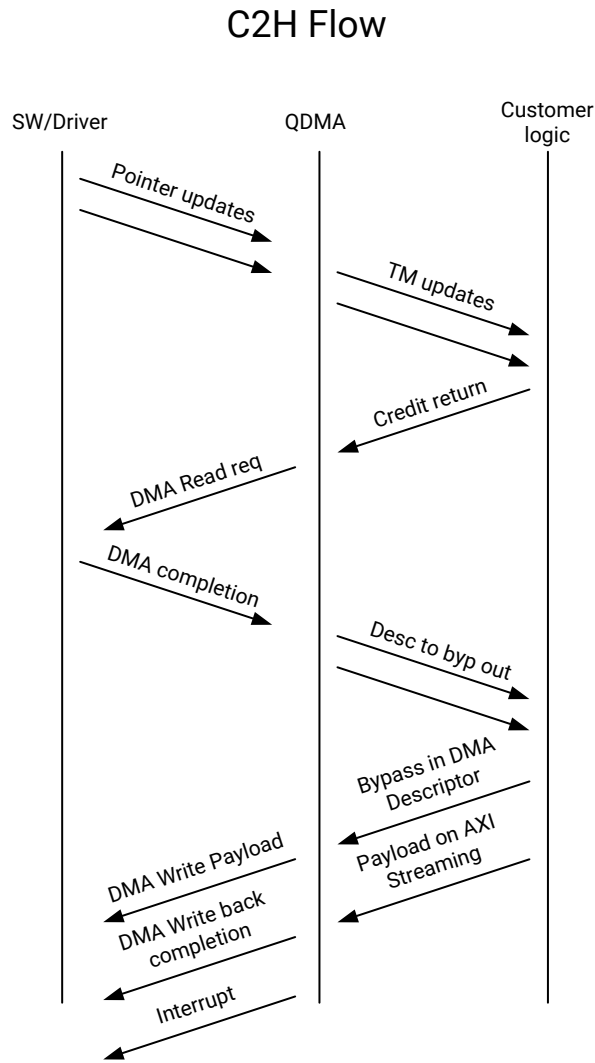 C2H Flow
SW/Driver
QDMA
Customer
logic
Pointer updates
TM updates
Credit return
DMA Read req
DMA completion
Desc to byp out
Bypass in DMA
Descriptor
Payload on AXI
Streaming
DMA Write Payload
DMA Write back
completion
Interrupt